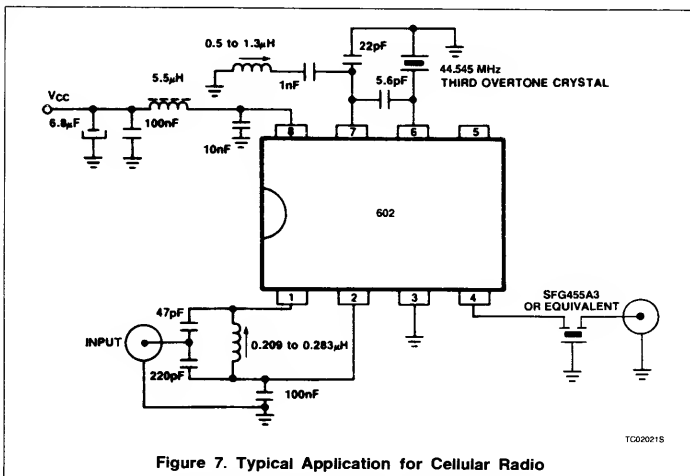 0.5 to 1.3μH
22pF
1nF
5.6pF
44.545 MHz
THIRD OVERTONE CRYSTAL
5.5μH
VCC
6.8μF
100nF
10nF
8
7
6
5
602
1
2
3
4
47pF
INPUT
0.209 to 0.283μH
220pF
100nF
SFG455A3
OR EQUIVALENT
TC02021S
Figure 7. Typical Application for Cellular Radio